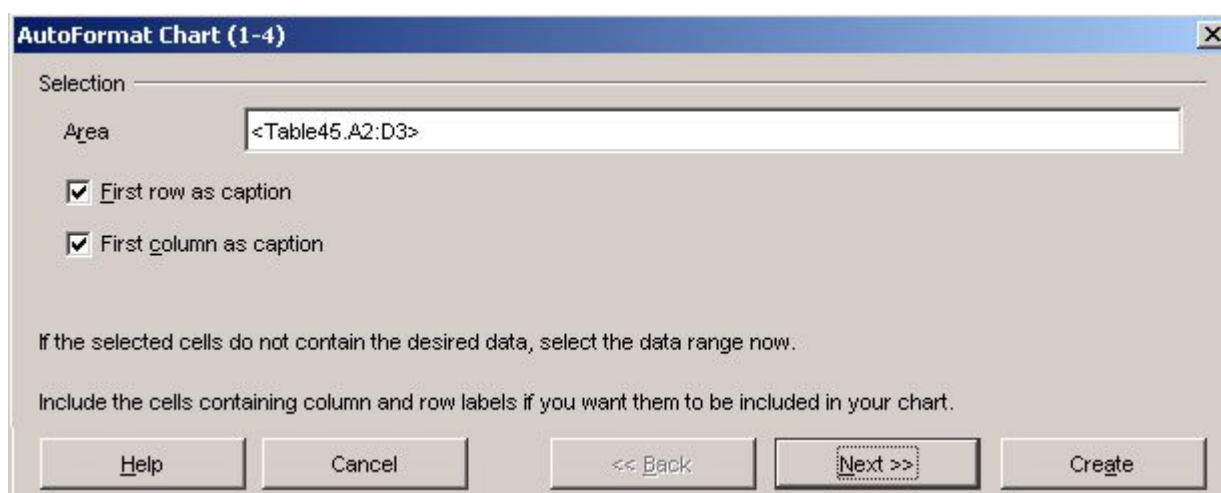 AutoFormat Chart (1-4)
Selection
Area <Table45.A2:D3>
First row as caption
First column as caption
If the selected cells do not contain the desired data, select the data range now.
Include the cells containing column and row labels if you want them to be included in your chart.
Help Cancel << Back Next >> Create